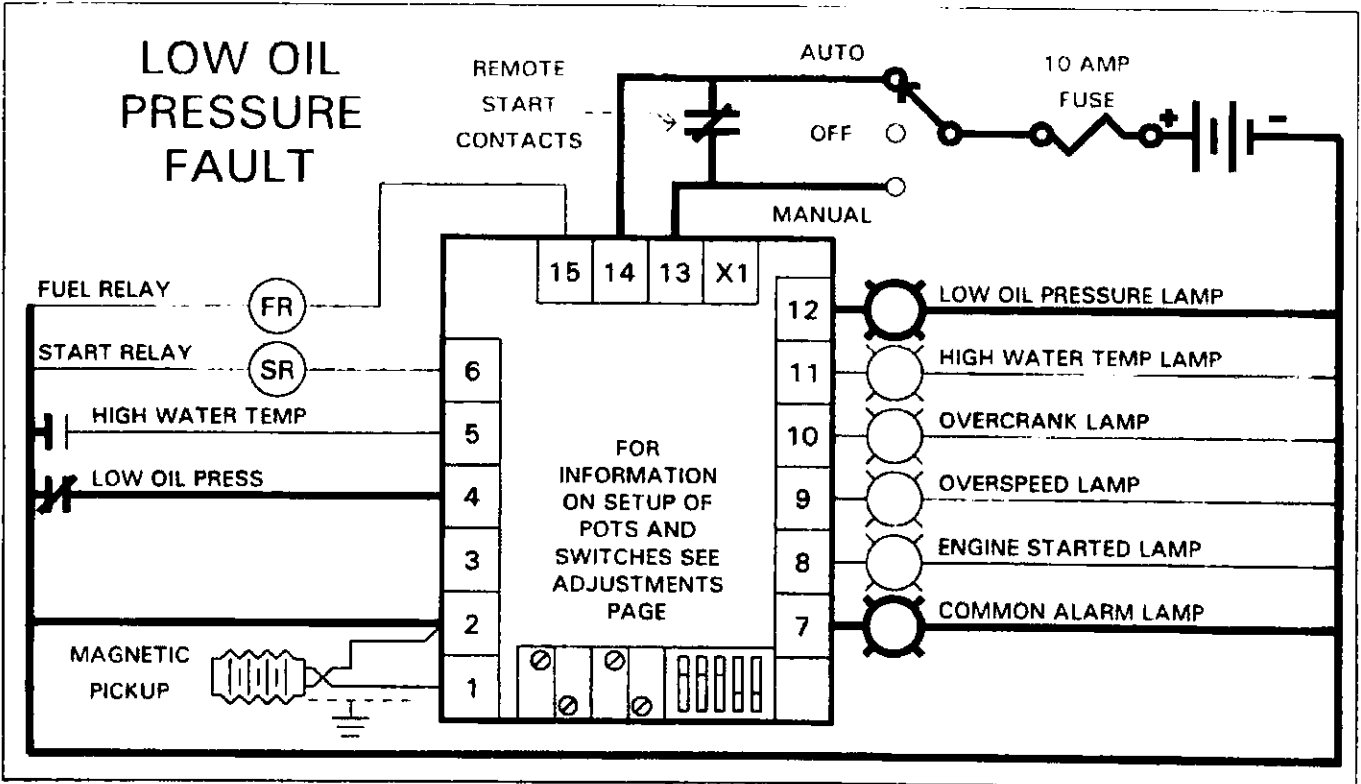 LOW OIL
PRESSURE
FAULT
REMOTE
START
CONTACTS
AUTO
OFF
MANUAL
10 AMP
FUSE
+
-
15 14 13 X1
FUEL RELAY
FR
START RELAY
SR
HIGH WATER TEMP
LOW OIL PRESS
6
5
4
3
2
1
MAGNETIC
PICKUP
FOR
INFORMATION
ON SETUP OF
POTS AND
SWITCHES SEE
ADJUSTMENTS
PAGE
12
11
10
9
8
7
LOW OIL PRESSURE LAMP
HIGH WATER TEMP LAMP
OVERCRANK LAMP
OVERSPEED LAMP
ENGINE STARTED LAMP
COMMON ALARM LAMP